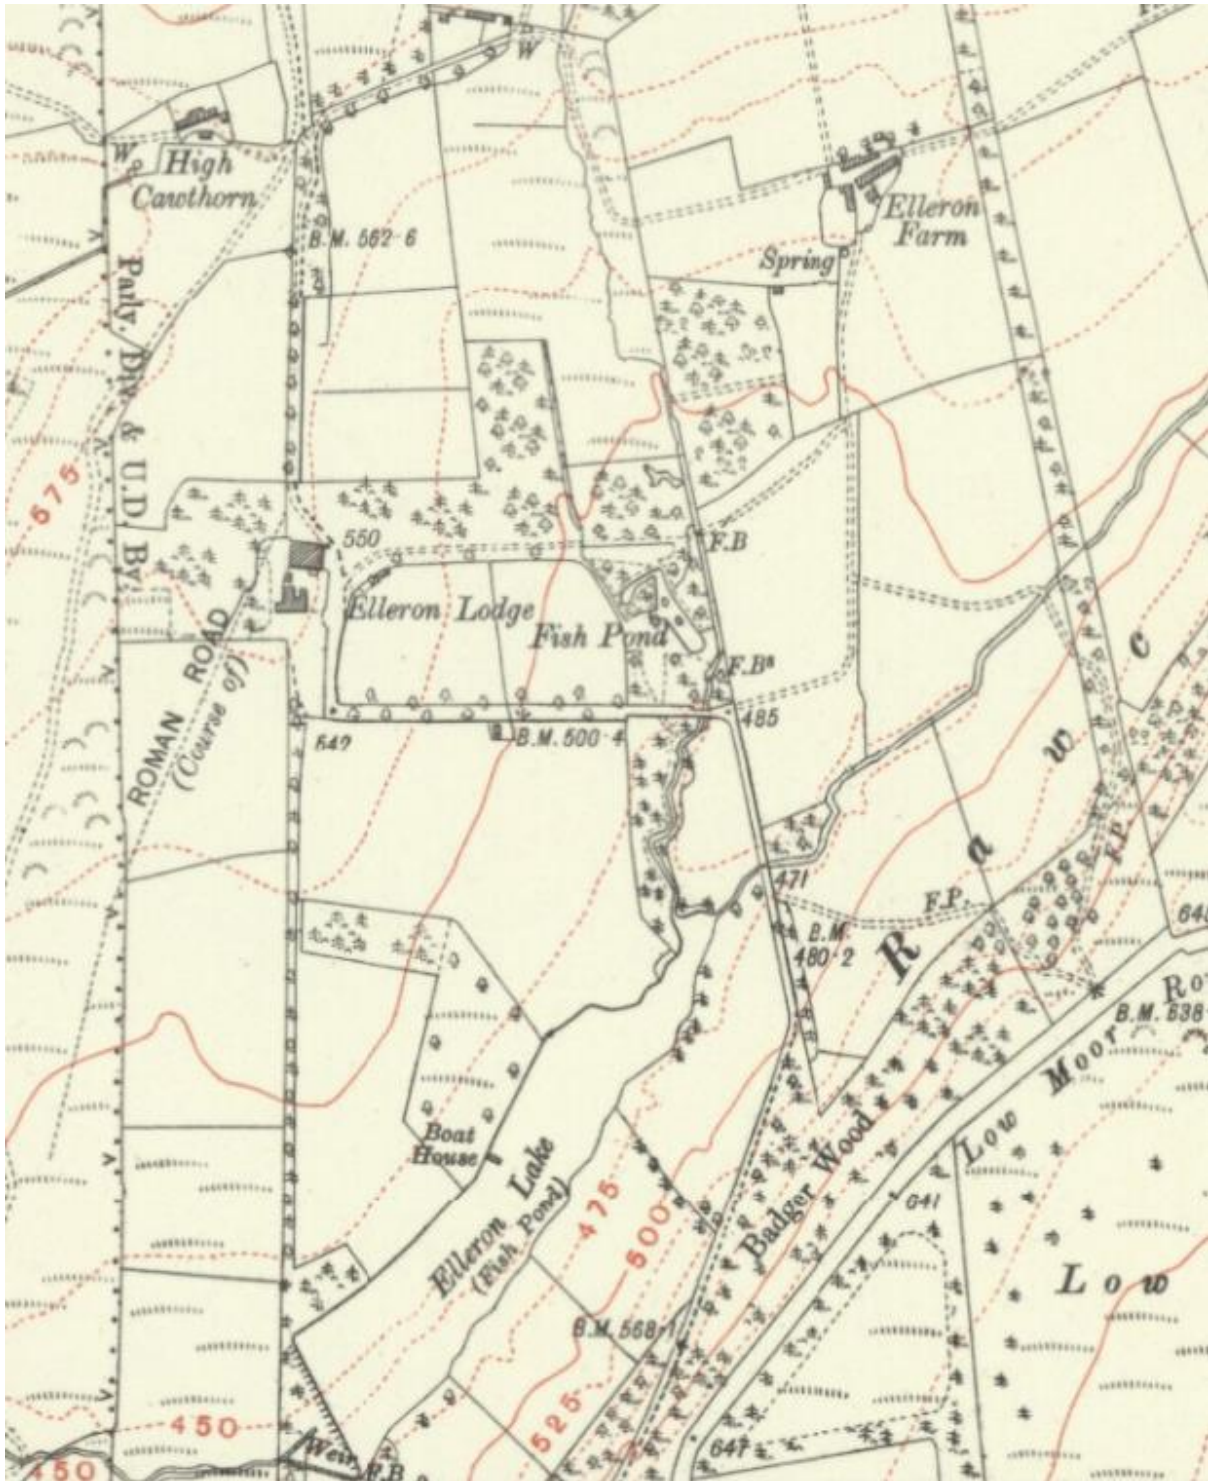 W
W
High
Cawthorn
B.M. 562·6
Elleron
Farm
Spring
Parly. Div. & U.D. By.
575
550
F.B
Elleron Lodge
Fish Pond
F.Bs
ROMAN ROAD
(Course of)
485
B.M. 500·4
471
F.P.
F.P.
B.M.
480·2
R a w c
B.M. 638
Low Moor
Boat
House
Elleron Lake
(Fish Pond)
475
500
Badger Wood
641
Low
B.M. 568·1
525
450
450
Weir
F.B
647